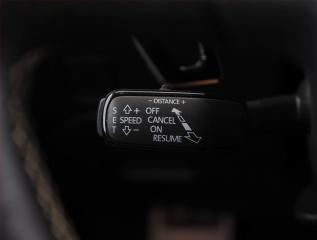 − DISTANCE +
S ⇧ + OFF
E SPEED CANCEL
T ⇩ − ON
RESUME